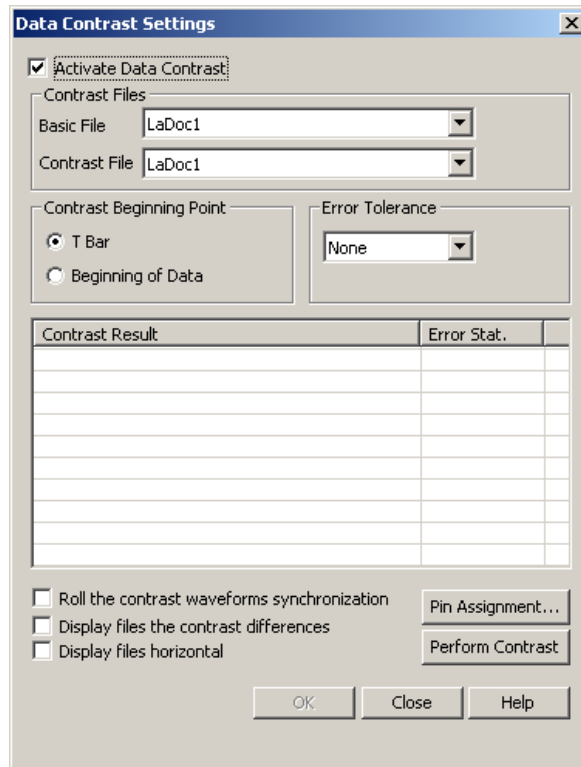 Data Contrast Settings
Activate Data Contrast
Contrast Files
Basic File LaDoc1
Contrast File LaDoc1
Contrast Beginning Point Error Tolerance
T Bar None
Beginning of Data
Contrast Result Error Stat.
Roll the contrast waveforms synchronization
Pin Assignment...
Display files the contrast differences
Display files horizontal
Perform Contrast
OK Close Help